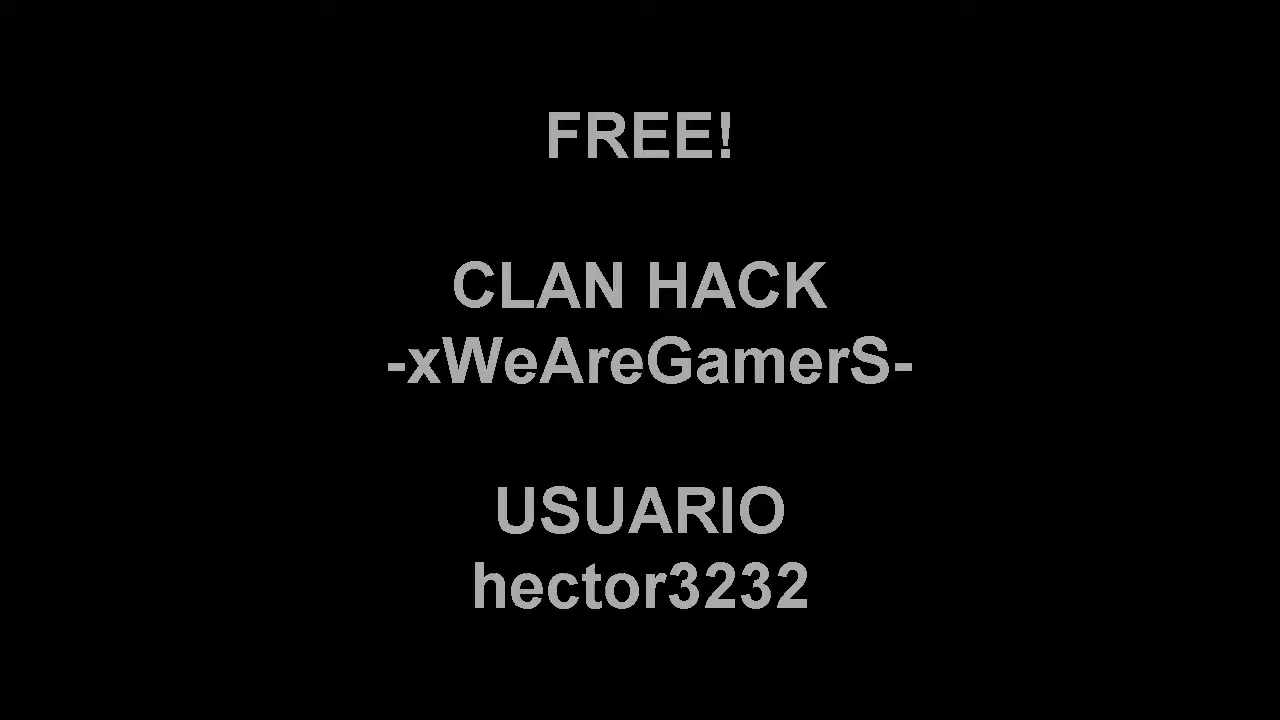 FREE!
CLAN HACK
-xWeAreGamerS-
USUARIO
hector3232